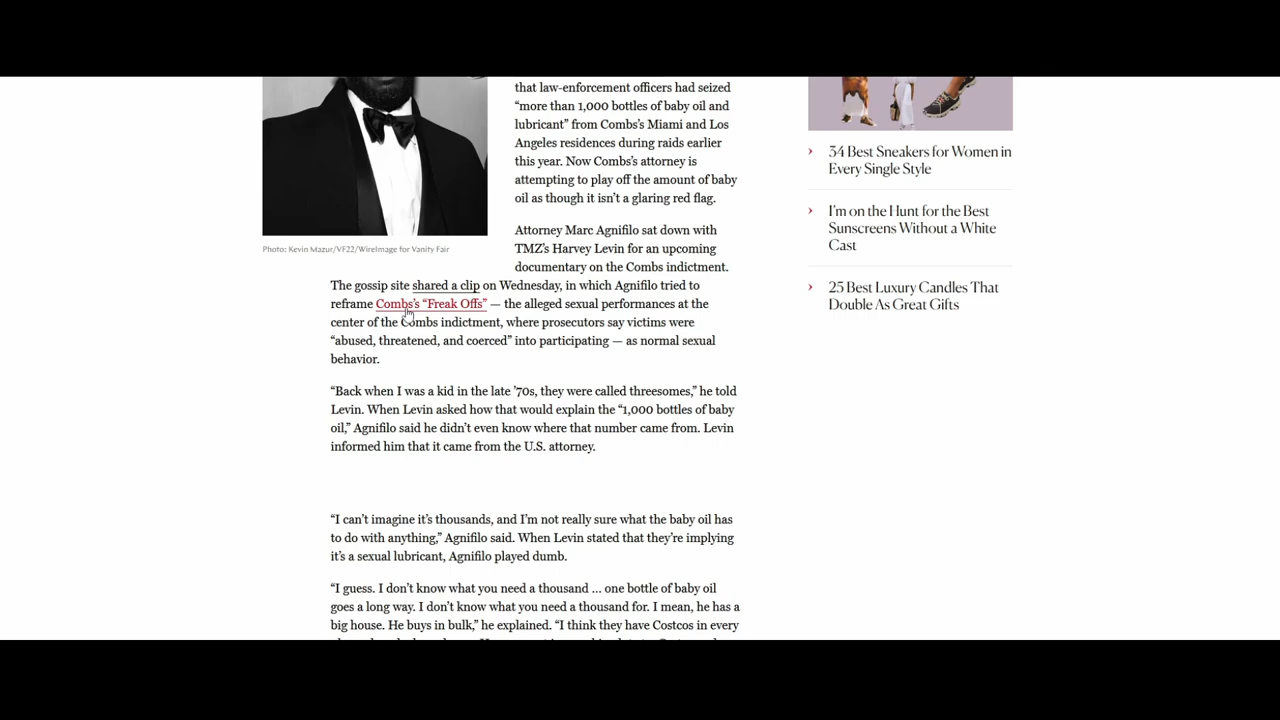 that law-enforcement officers had seized
“more than 1,000 bottles of baby oil and
lubricant” from Combs’s Miami and Los
Angeles residences during raids earlier
this year. Now Combs’s attorney is
attempting to play off the amount of baby
oil as though it isn’t a glaring red flag.
Attorney Marc Agnifilo sat down with
TMZ’s Harvey Levin for an upcoming
documentary on the Combs indictment.
Photo: Kevin Mazur/VF22/WireImage for Vanity Fair
The gossip site shared a clip on Wednesday, in which Agnifilo tried to
reframe Combs’s “Freak Offs” — the alleged sexual performances at the
center of the Combs indictment, where prosecutors say victims were
“abused, threatened, and coerced” into participating — as normal sexual
behavior.
“Back when I was a kid in the late ’70s, they were called threesomes,” he told
Levin. When Levin asked how that would explain the “1,000 bottles of baby
oil,” Agnifilo said he didn’t even know where that number came from. Levin
informed him that it came from the U.S. attorney.
“I can’t imagine it’s thousands, and I’m not really sure what the baby oil has
to do with anything,” Agnifilo said. When Levin stated that they’re implying
it’s a sexual lubricant, Agnifilo played dumb.
“I guess. I don’t know what you need a thousand … one bottle of baby oil
goes a long way. I don’t know what you need a thousand for. I mean, he has a
big house. He buys in bulk,” he explained. “I think they have Costcos in every
34 Best Sneakers for Women in
Every Single Style
I’m on the Hunt for the Best
Sunscreens Without a White
Cast
25 Best Luxury Candles That
Double As Great Gifts